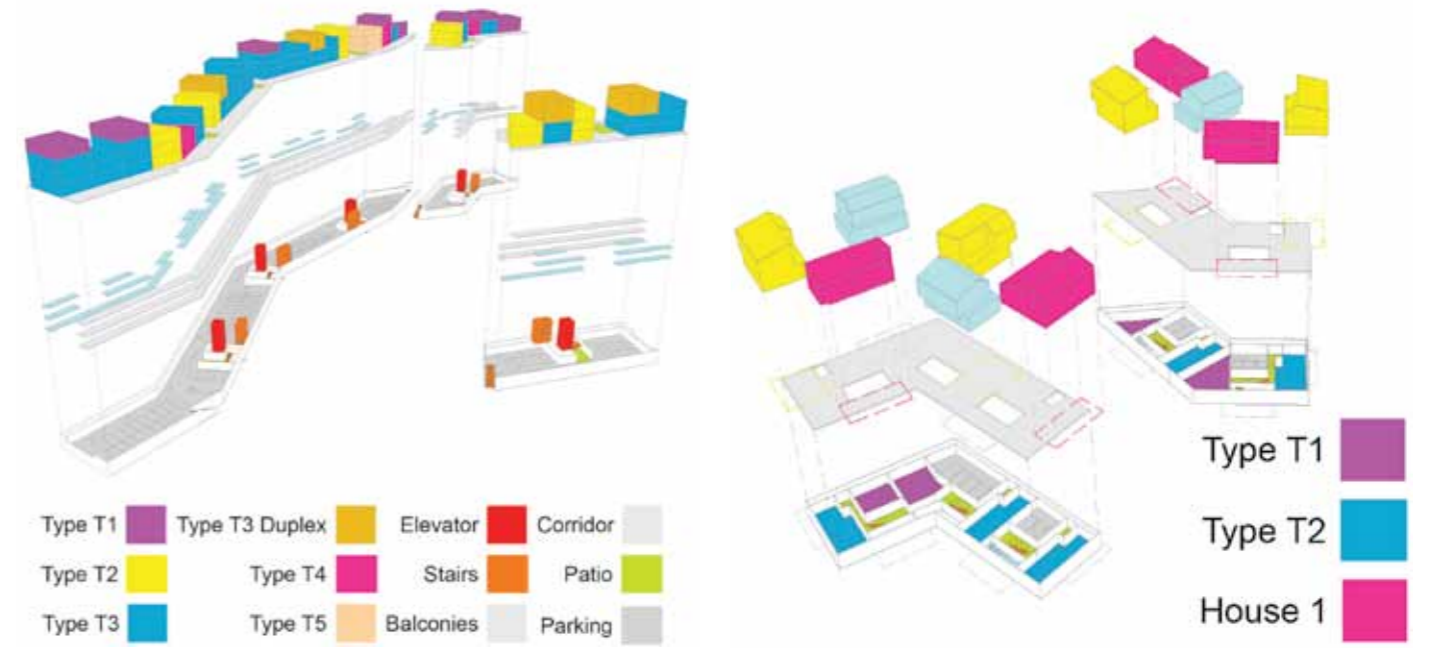 Type T1 Type T3 Duplex Elevator Corridor
Type T2 Type T4 Stairs Patio
Type T3 Type T5 Balconies Parking
Type T1
Type T2
House 1